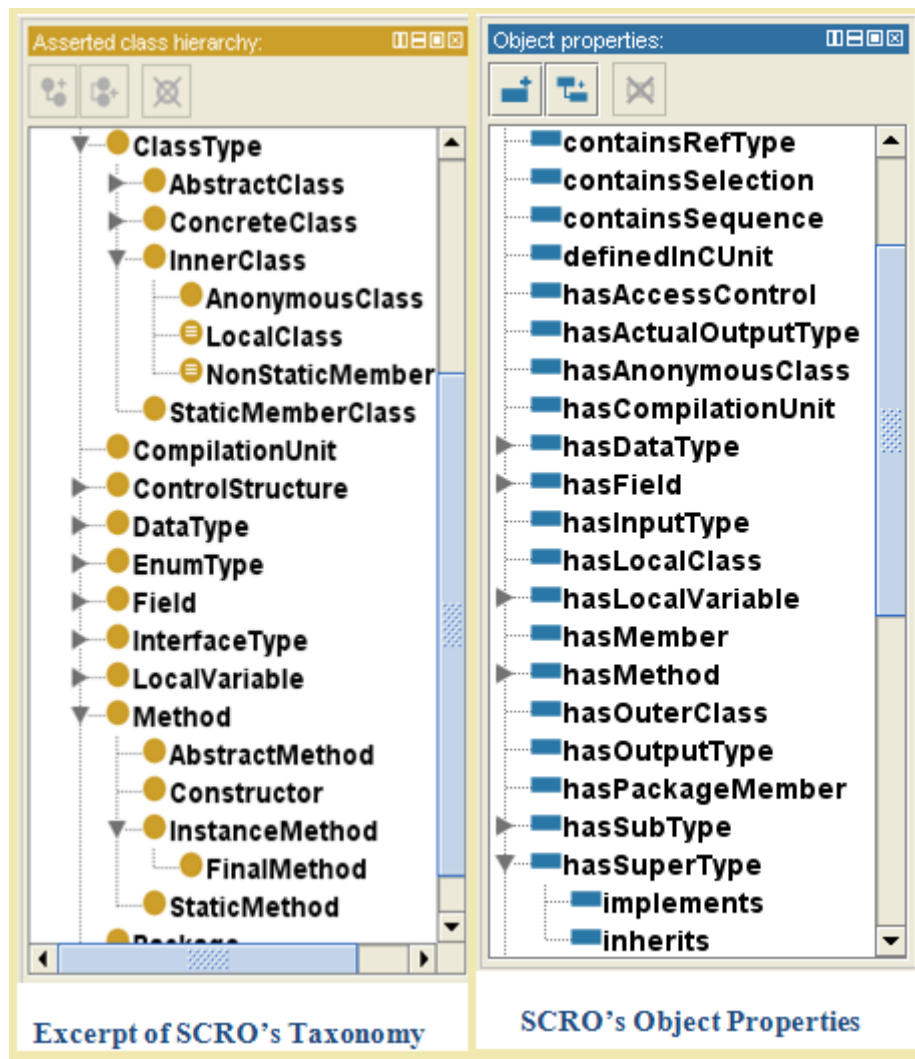 Asserted class hierarchy:
ClassType
AbstractClass
ConcreteClass
InnerClass
AnonymousClass
LocalClass
NonStaticMember
StaticMemberClass
CompilationUnit
ControlStructure
DataType
EnumType
Field
InterfaceType
LocalVariable
Method
AbstractMethod
Constructor
InstanceMethod
FinalMethod
StaticMethod
Package
Excerpt of SCRO's Taxonomy
Object properties:
containsRefType
containsSelection
containsSequence
definedInCUnit
hasAccessControl
hasActualOutputType
hasAnonymousClass
hasCompilationUnit
hasDataType
hasField
hasInputType
hasLocalClass
hasLocalVariable
hasMember
hasMethod
hasOuterClass
hasOutputType
hasPackageMember
hasSubType
hasSuperType
implements
inherits
SCRO's Object Properties